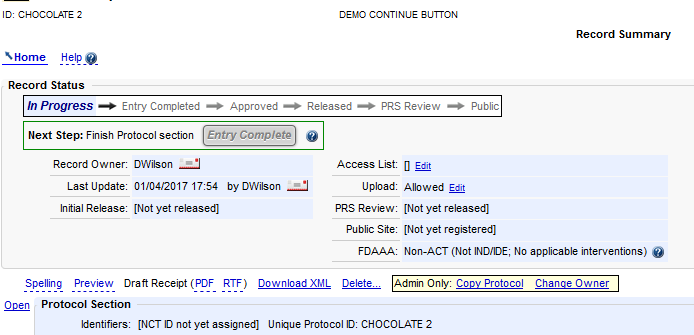 ID: CHOCOLATE 2 DEMO CONTINUE BUTTON
Record Summary
Home Help ?
Record Status
In Progress Entry Completed Approved Released PRS Review Public
Next Step: Finish Protocol section Entry Complete ?
Record Owner: DWilson Access List: [] Edit
Last Update: 01/04/2017 17:54 by DWilson Upload: Allowed Edit
Initial Release: [Not yet released] PRS Review: [Not yet released]
Public Site: [Not yet registered]
FDAAA: Non-ACT (Not IND/IDE; No applicable interventions) ?
Spelling Preview Draft Receipt (PDF RTF) Download XML Delete... Admin Only: Copy Protocol Change Owner
Open Protocol Section
Identifiers: [NCT ID not yet assigned] Unique Protocol ID: CHOCOLATE 2